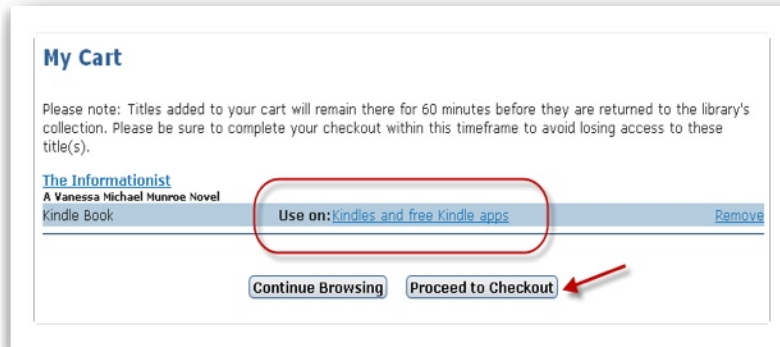 My Cart
Please note: Titles added to your cart will remain there for 60 minutes before they are returned to the library's
collection. Please be sure to complete your checkout within this timeframe to avoid losing access to these
title(s).
The Informationist
A Vanessa Michael Munroe Novel
Kindle Book Use on: Kindles and free Kindle apps Remove
Continue Browsing Proceed to Checkout